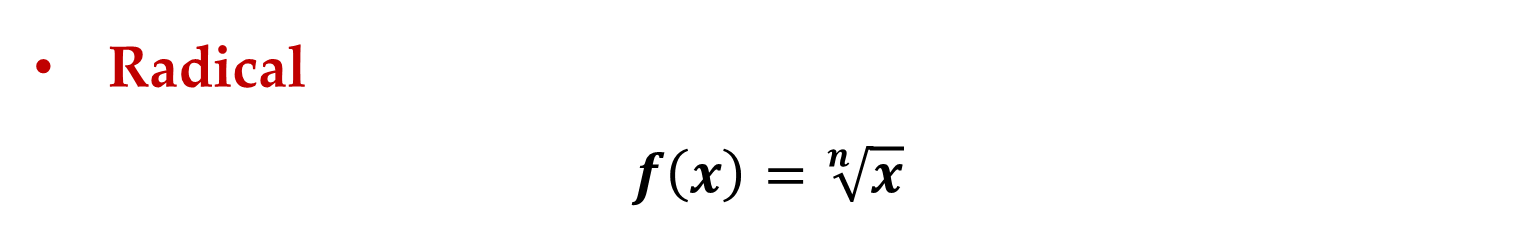 • Radical
f(x) = ⁿ√x